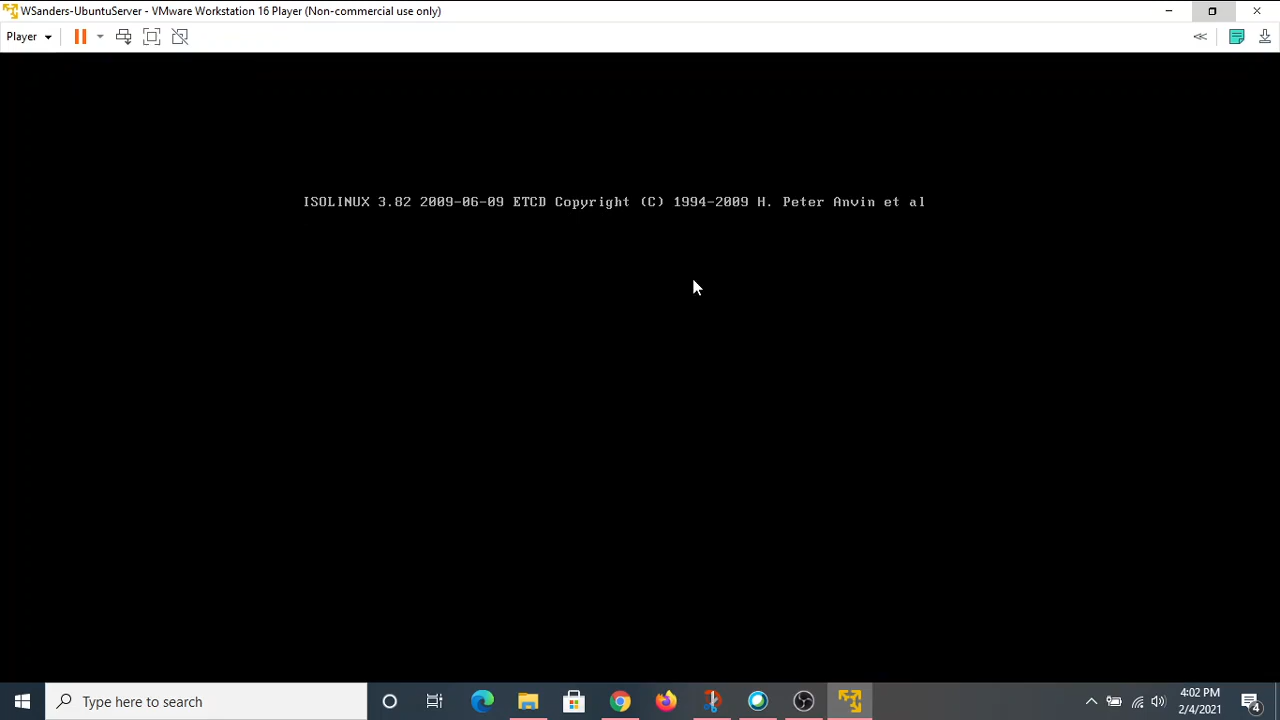 WSanders-UbuntuServer - VMware Workstation 16 Player (Non-commercial use only)
Player
ISOLINUX 3.82 2009-06-09 ETCD Copyright (C) 1994-2009 H. Peter Anvin et al
Type here to search
4:02 PM
2/4/2021
4